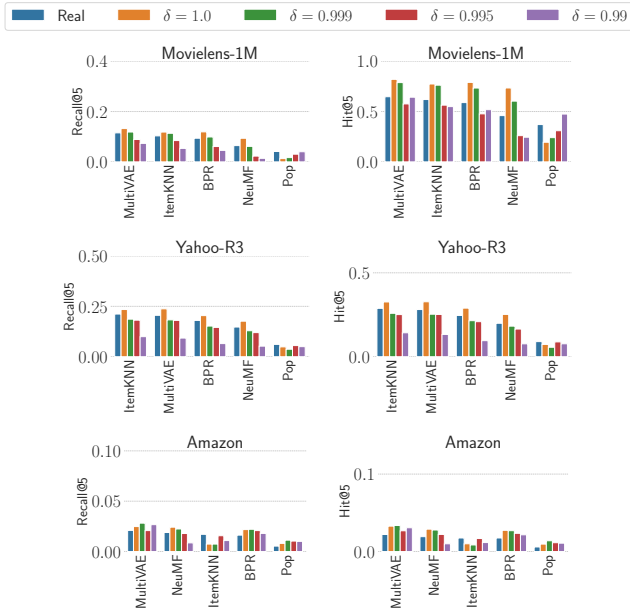 Real δ = 1.0 δ = 0.999 δ = 0.995 δ = 0.99
Movielens-1M
Recall@5
0.4
0.2
0.0
MultiVAE
ItemKNN
BPR
NeuMF
Pop
Movielens-1M
Hit@5
1.0
0.5
0.0
MultiVAE
ItemKNN
BPR
NeuMF
Pop
Yahoo-R3
Recall@5
0.50
0.25
0.00
ItemKNN
MultiVAE
BPR
NeuMF
Pop
Yahoo-R3
Hit@5
0.5
0.0
ItemKNN
MultiVAE
BPR
NeuMF
Pop
Amazon
Recall@5
0.10
0.05
0.00
MultiVAE
NeuMF
ItemKNN
BPR
Pop
Amazon
Hit@5
0.1
0.0
MultiVAE
NeuMF
ItemKNN
BPR
Pop